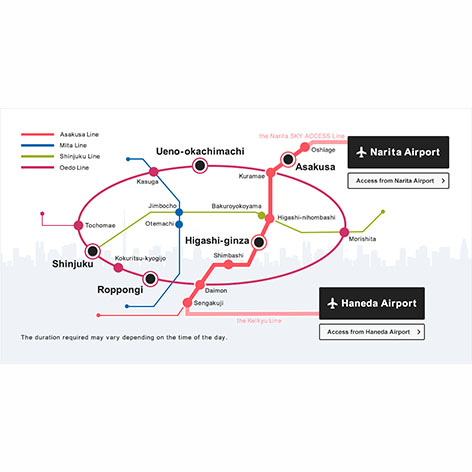 Asakusa Line
Mita Line
Shinjuku Line
Oedo Line
the Narita SKY ACCESS Line
Oshiage
Narita Airport
Access from Narita Airport
Ueno-okachimachi
Asakusa
Kuramae
Kasuga
Jimbocho
Bakuroyokoyama
Otemachi
Higashi-nihombashi
Tochomae
Higashi-ginza
Morishita
Shinjuku
Kokuritsu-kyogijo
Shimbashi
Roppongi
Daimon
Sengakuji
Haneda Airport
the Keikyu Line
Access from Haneda Airport
The duration required may vary depending on the time of the day.